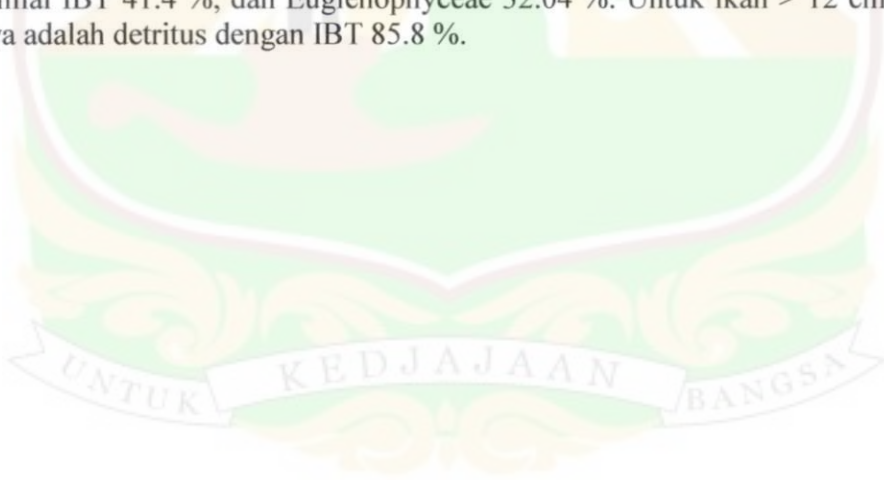 nilai IBT 41.4 %, dan Euglenophyceae 32.04 %. Untuk ikan > 12 cm
adalah detritus dengan IBT 85.8 %.
UNTUK KEDJAJAAN BANGSA